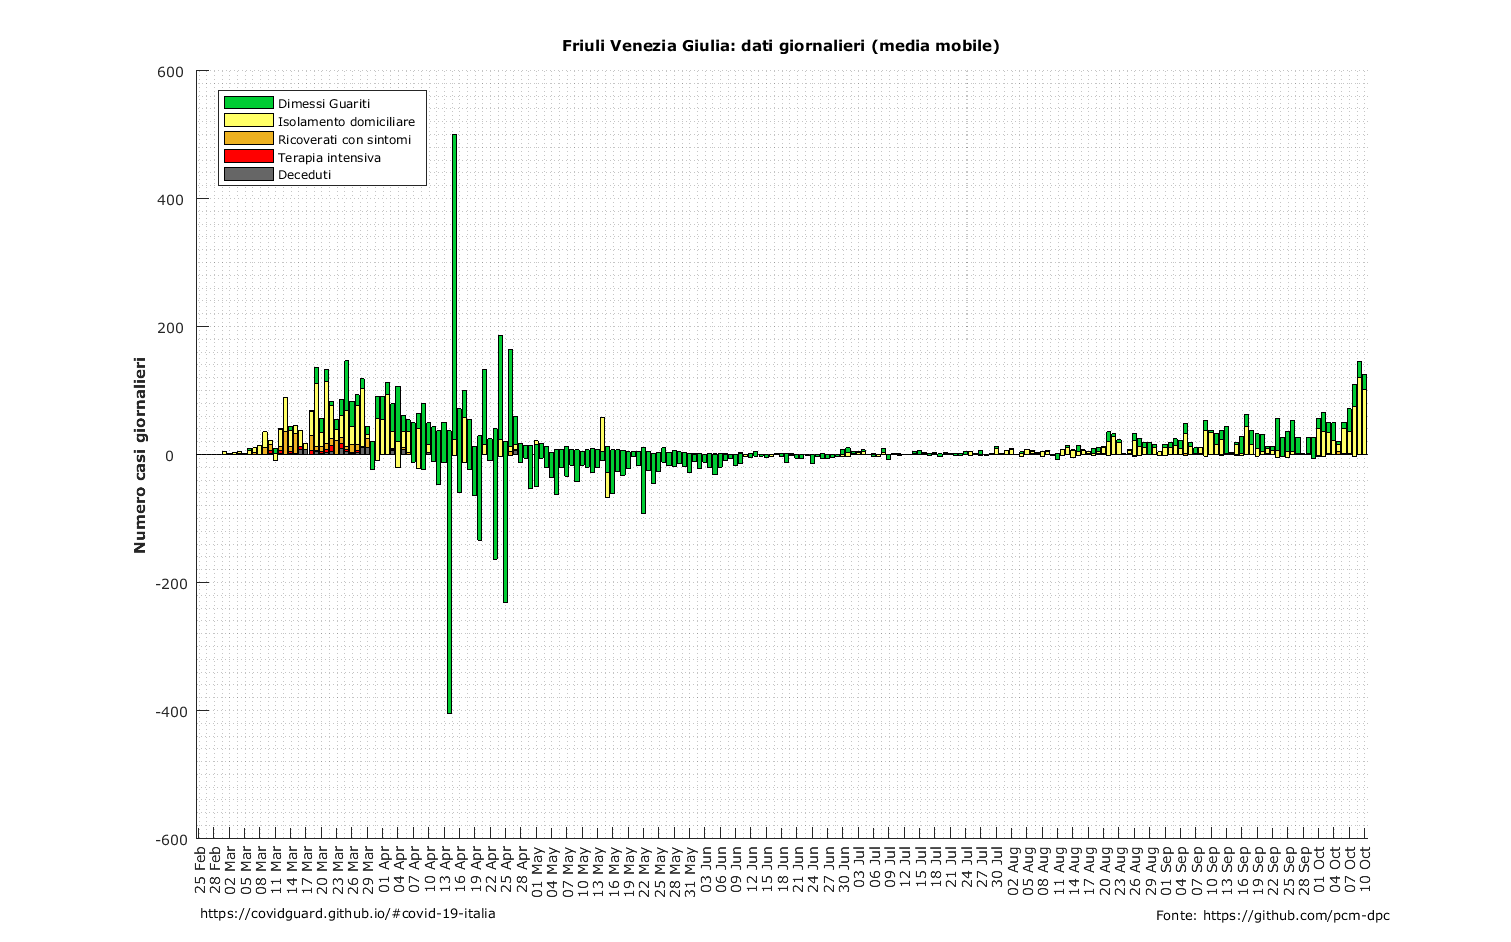 Friuli Venezia Giulia: dati giornalieri (media mobile)
600
400
200
0
-200
-400
-600
Numero casi giornalieri
Dimessi Guariti
Isolamento domiciliare
Ricoverati con sintomi
Terapia intensiva
Deceduti
25 Feb
28 Feb
02 Mar
05 Mar
08 Mar
11 Mar
14 Mar
17 Mar
20 Mar
23 Mar
26 Mar
29 Mar
01 Apr
04 Apr
07 Apr
10 Apr
13 Apr
16 Apr
19 Apr
22 Apr
25 Apr
28 Apr
01 May
04 May
07 May
10 May
13 May
16 May
19 May
22 May
25 May
28 May
31 May
03 Jun
06 Jun
09 Jun
12 Jun
15 Jun
18 Jun
21 Jun
24 Jun
27 Jun
30 Jun
03 Jul
06 Jul
09 Jul
12 Jul
15 Jul
18 Jul
21 Jul
24 Jul
27 Jul
30 Jul
02 Aug
05 Aug
08 Aug
11 Aug
14 Aug
17 Aug
20 Aug
23 Aug
26 Aug
29 Aug
01 Sep
04 Sep
07 Sep
10 Sep
13 Sep
16 Sep
19 Sep
22 Sep
25 Sep
28 Sep
01 Oct
04 Oct
07 Oct
10 Oct
https://covidguard.github.io/#covid-19-italia
Fonte: https://github.com/pcm-dpc